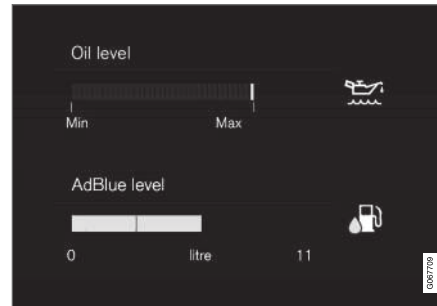 Oil level
Min Max
AdBlue level
0 litre 11
G067709